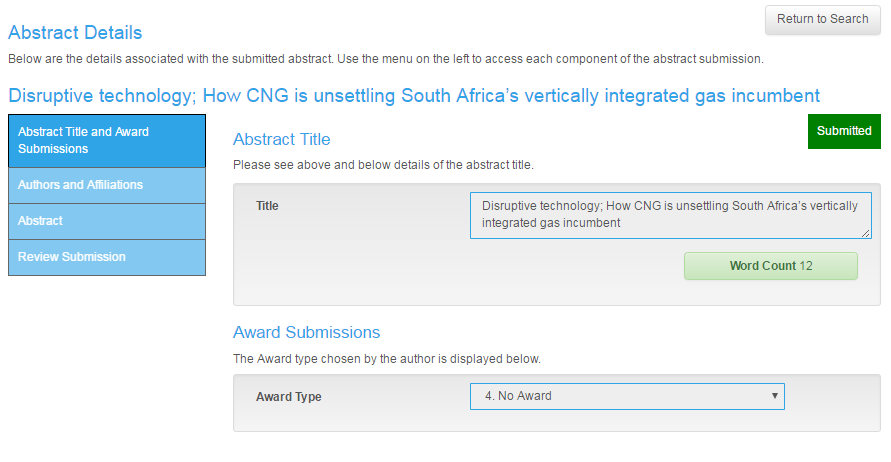 Return to Search
Abstract Details
Below are the details associated with the submitted abstract. Use the menu on the left to access each component of the abstract submission.
Disruptive technology; How CNG is unsettling South Africa's vertically integrated gas incumbent
Abstract Title and Award
Submissions
Authors and Affiliations
Abstract
Review Submission
Submitted
Abstract Title
Please see above and below details of the abstract title.
Title
Disruptive technology; How CNG is unsettling South Africa's vertically
integrated gas incumbent
Word Count 12
Award Submissions
The Award type chosen by the author is displayed below.
Award Type
4. No Award